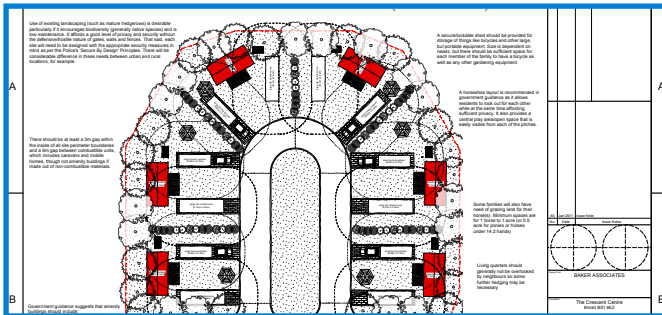 Use of existing landscaping (such as mature hedgerows) is desirable
particularly if it encourages biodiversity (generally native species) and is
low maintenance. It affords a good level of privacy and security without
the defensive/hostile nature of gates, walls and fences. That said, each
site will need to be designed with the appropriate security measures in
mind as per the Police's 'Secure By Design' Principles. There will be
considerable difference in these needs between urban and rural
locations, for example.
A secure/lockable shed should be provided for
storage of things like bicycles and other large,
but portable equipment. Size is dependent on
needs, but there should be sufficient space for
each member of the family to have a bicycle as
well as any other gardening equipment.
A
A
A horseshoe layout is recommended in
government guidance as it allows
residents to look out for each other
while at the same time affording
sufficient privacy. It also provides a
central play area/open space that is
easily visible from each of the pitches.
There should be at least a 3m gap within
the inside of all site perimeter boundaries
and a 6m gap between combustible units,
which includes caravans and mobile
homes, though not amenity buildings if
made out of non-combustible materials.
Some families will also have
need of grazing land for their
horse(s). Minimum spaces are
for 1 horse to 1 acre (or 0.5
acre for ponies or horses
under 14.2 hands)
Jan 2011 Issue Note
No. Date Issue Notes
Living quarters should
generally not be overlooked
by neighbours so some
further hedging may be
necessary
BAKER ASSOCIATES
B
B
The Crescent Centre
Bristol BS1 6EZ
Government guidance suggests that amenity
buildings should include: